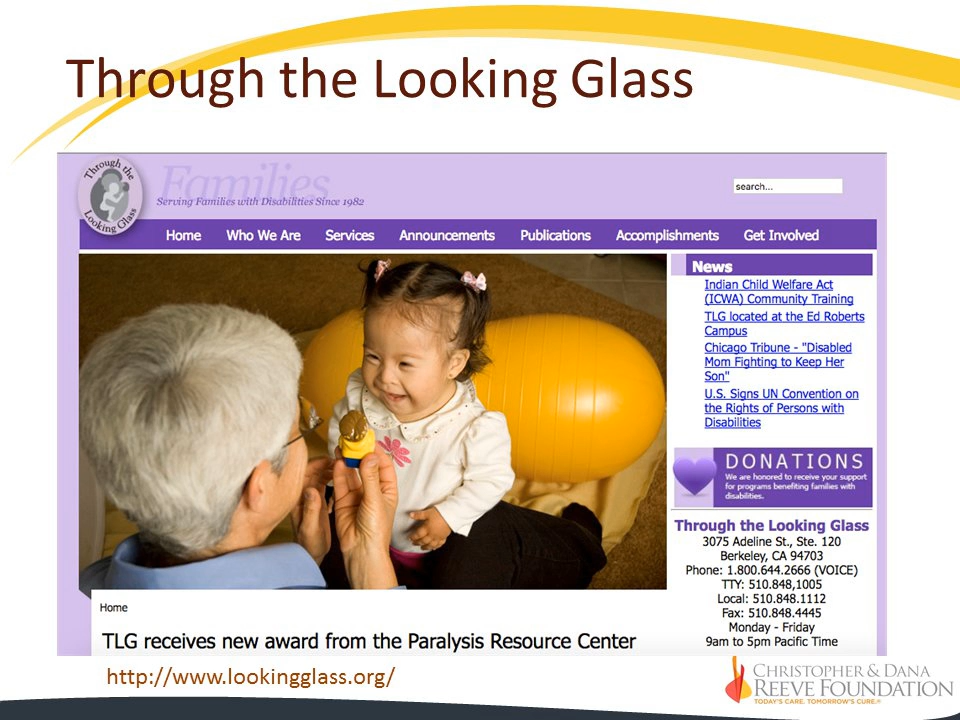 Through the Looking Glass
Through the
Looking Glass
Families
Serving Families with Disabilities Since 1982
search...
Home Who We Are Services Announcements Publications Accomplishments Get Involved
News
Indian Child Welfare Act
(ICWA) Community Training
TLG located at the Ed Roberts
Campus
Chicago Tribune - "Disabled
Mom Fighting to Keep Her
Son"
U.S. Signs UN Convention on
the Rights of Persons with
Disabilities
DONATIONS
We are honored to receive your support
for programs benefiting families with
disabilities.
Through the Looking Glass
3075 Adeline St., Ste. 120
Berkeley, CA 94703
Phone: 1.800.644.2666 (VOICE)
TTY: 510.848,1005
Local: 510.848.1112
Fax: 510.848.4445
Monday - Friday
9am to 5pm Pacific Time
Home
TLG receives new award from the Paralysis Resource Center
http://www.lookingglass.org/
CHRISTOPHER & DANA
REEVE FOUNDATION
TODAY'S CARE. TOMORROW'S CURE.®